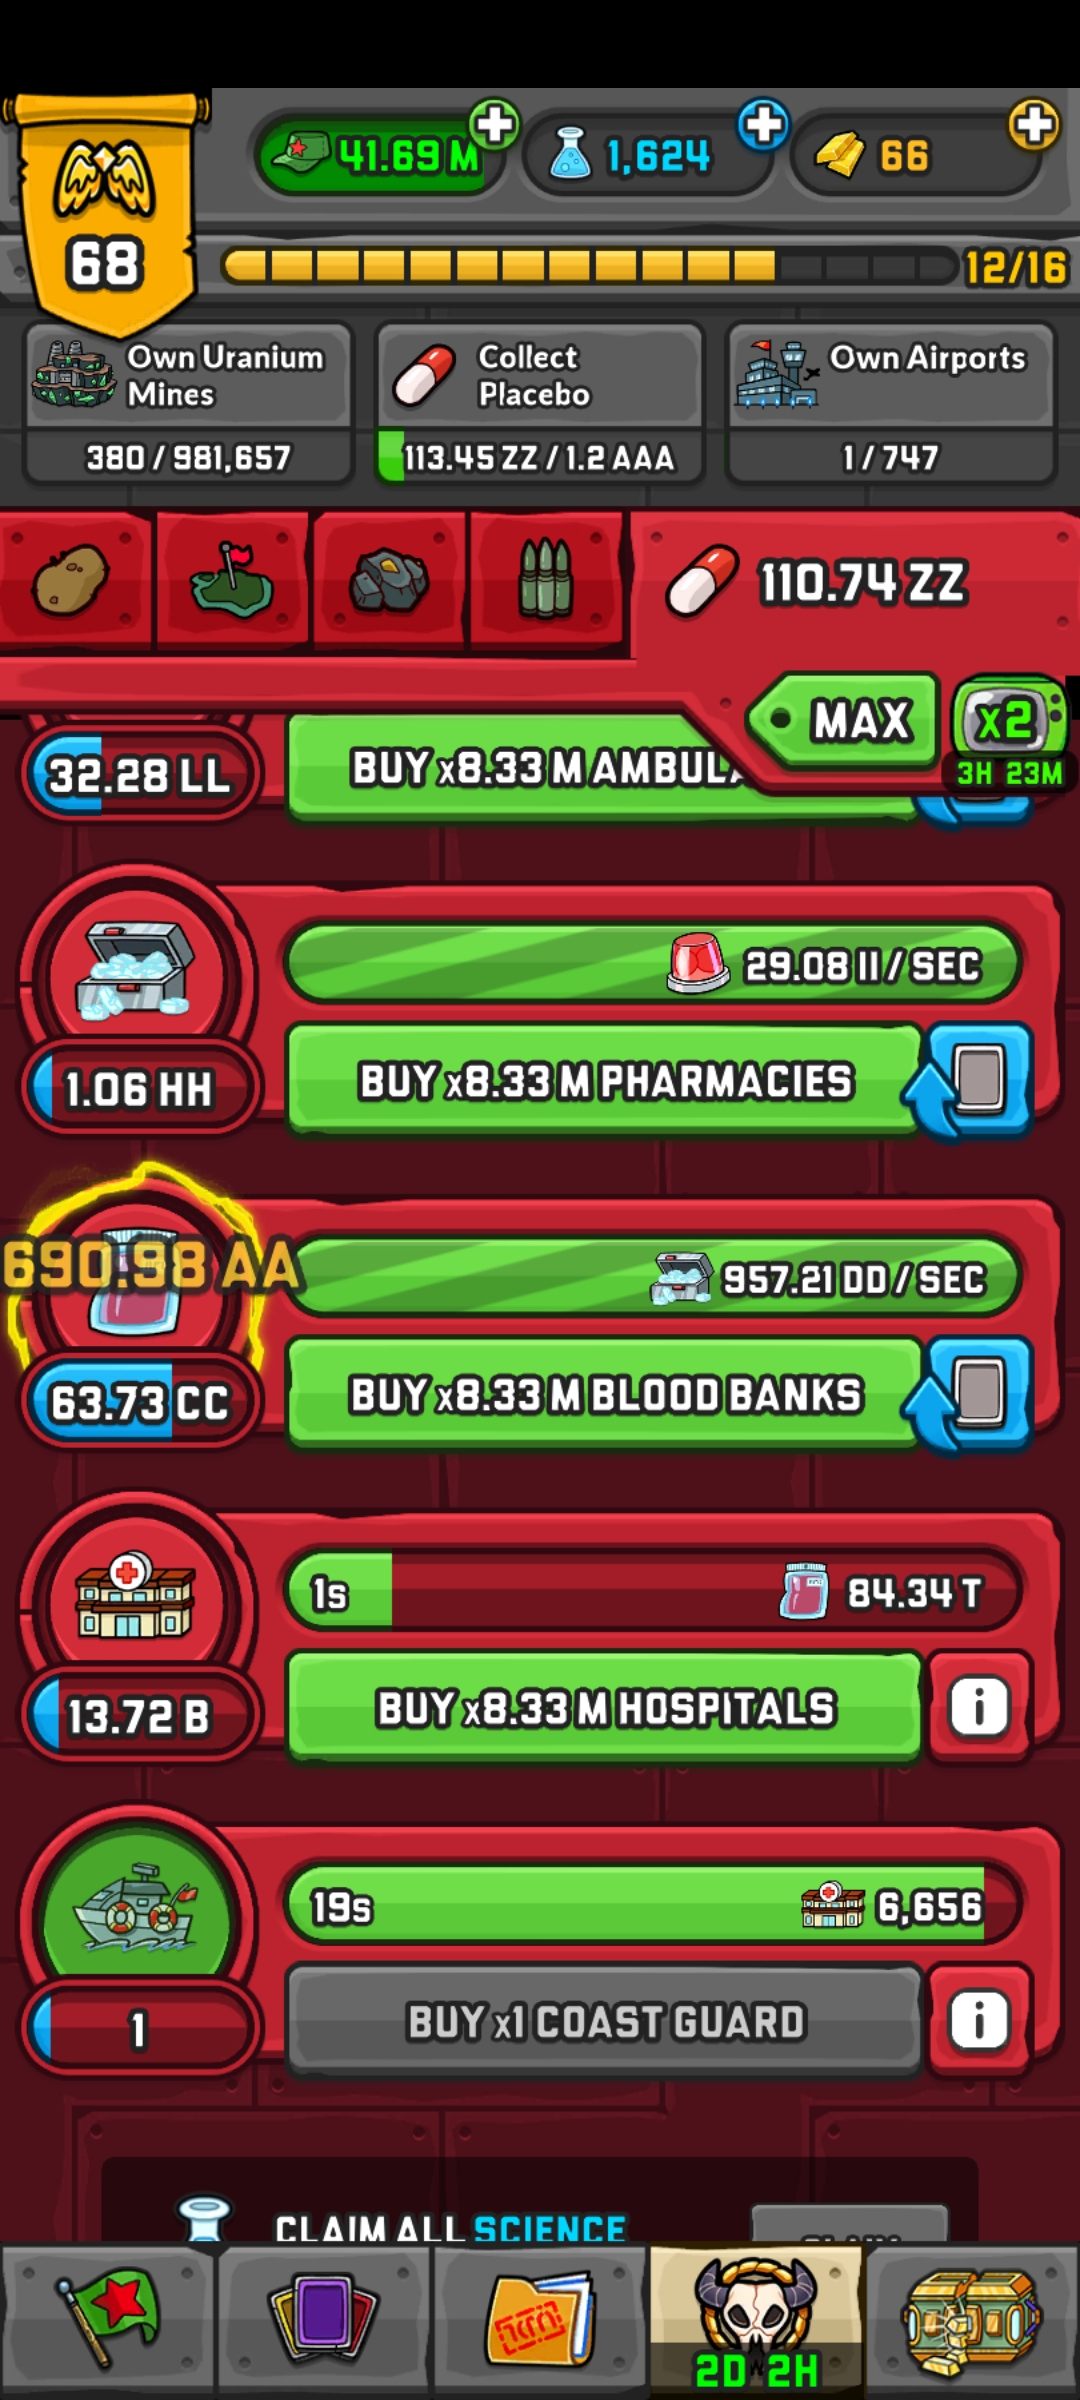 41.69 M
1,624
66
68
12/16
Own Uranium
Mines
380 / 981,657
Collect
Placebo
113.45 ZZ / 1.2 AAA
Own Airports
1 / 747
110.74 ZZ
MAX
x2
3H 23M
32.28 LL
BUY x8.33 M AMBULA
29.08 II / SEC
1.06 HH
BUY x8.33 M PHARMACIES
690.98 AA
957.21 DD / SEC
63.73 CC
BUY x8.33 M BLOOD BANKS
1s
84.34 T
13.72 B
BUY x8.33 M HOSPITALS
i
19s
6,656
1
BUY x1 COAST GUARD
i
CLAIM ALL SCIENCE
2D 2H